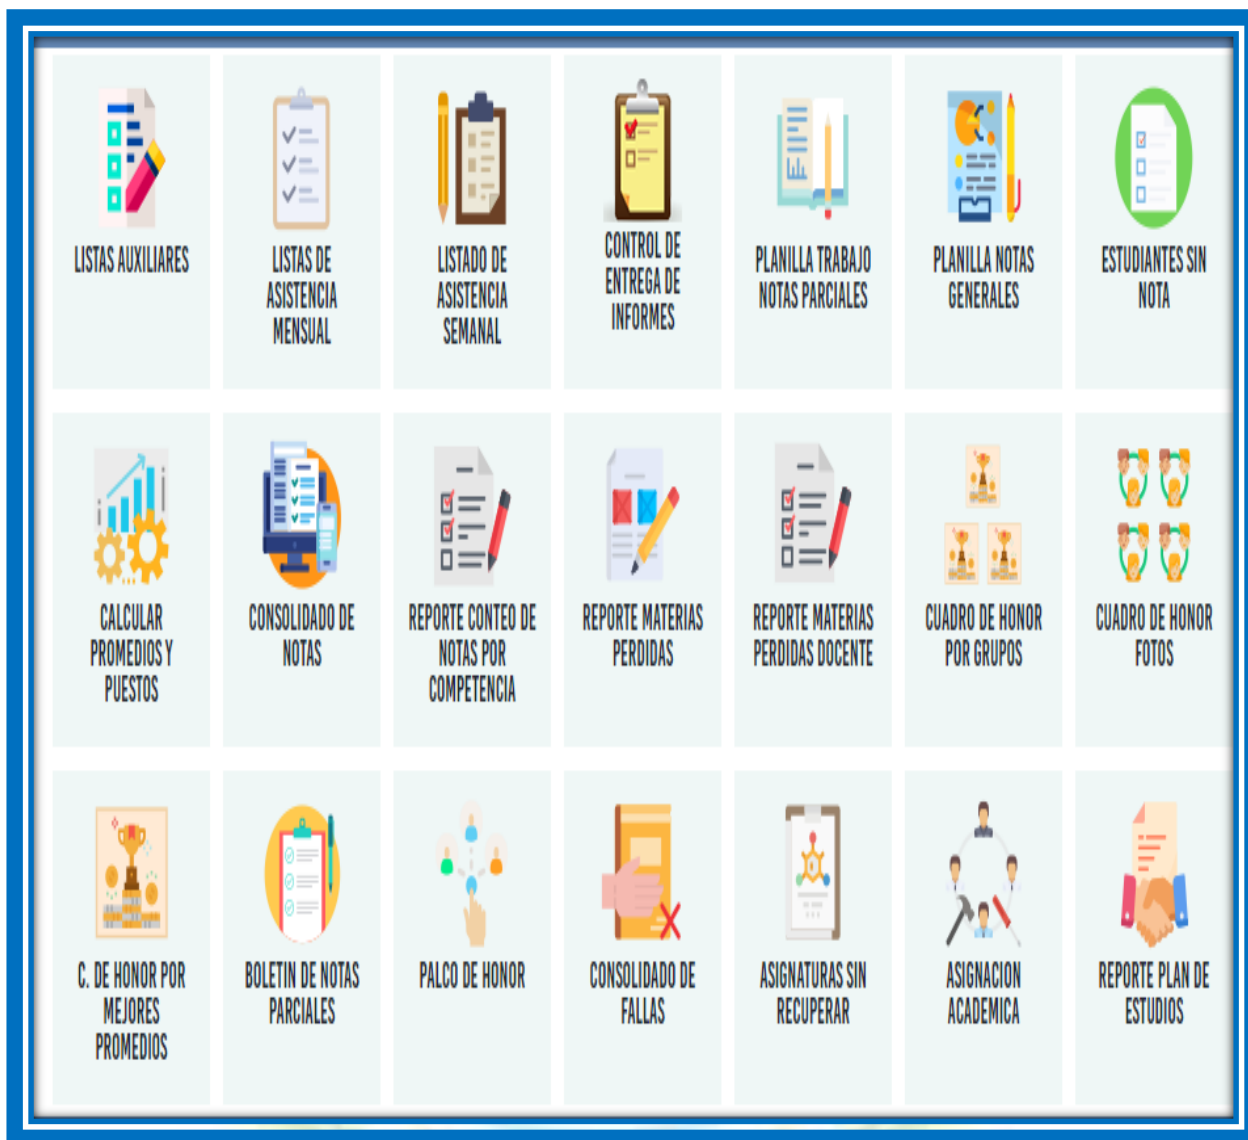 LISTAS AUXILIARES
LISTAS DE
ASISTENCIA
MENSUAL
LISTADO DE
ASISTENCIA
SEMANAL
CONTROL DE
ENTREGA DE
INFORMES
PLANILLA TRABAJO
NOTAS PARCIALES
PLANILLA NOTAS
GENERALES
ESTUDIANTES SIN
NOTA
CALCULAR
PROMEDIOS Y
PUESTOS
CONSOLIDADO DE
NOTAS
REPORTE CONTEO DE
NOTAS POR
COMPETENCIA
REPORTE MATERIAS
PERDIDAS
REPORTE MATERIAS
PERDIDAS DOCENTE
CUADRO DE HONOR
POR GRUPOS
CUADRO DE HONOR
FOTOS
C. DE HONOR POR
MEJORES
PROMEDIOS
BOLETIN DE NOTAS
PARCIALES
PALCO DE HONOR
CONSOLIDADO DE
FALLAS
ASIGNATURAS SIN
RECUPERAR
ASIGNACION
ACADEMICA
REPORTE PLAN DE
ESTUDIOS